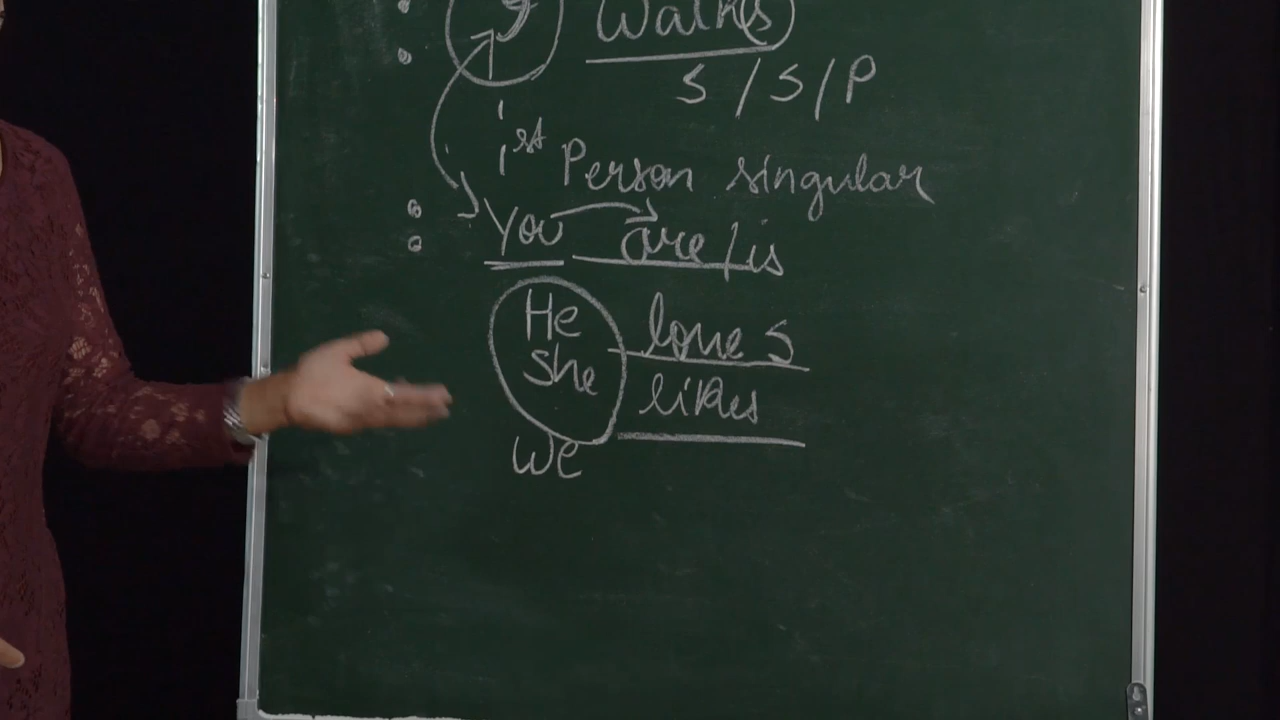 I Walks
S/S/P
1st Person singular
You are/is
He loves
She likes
We